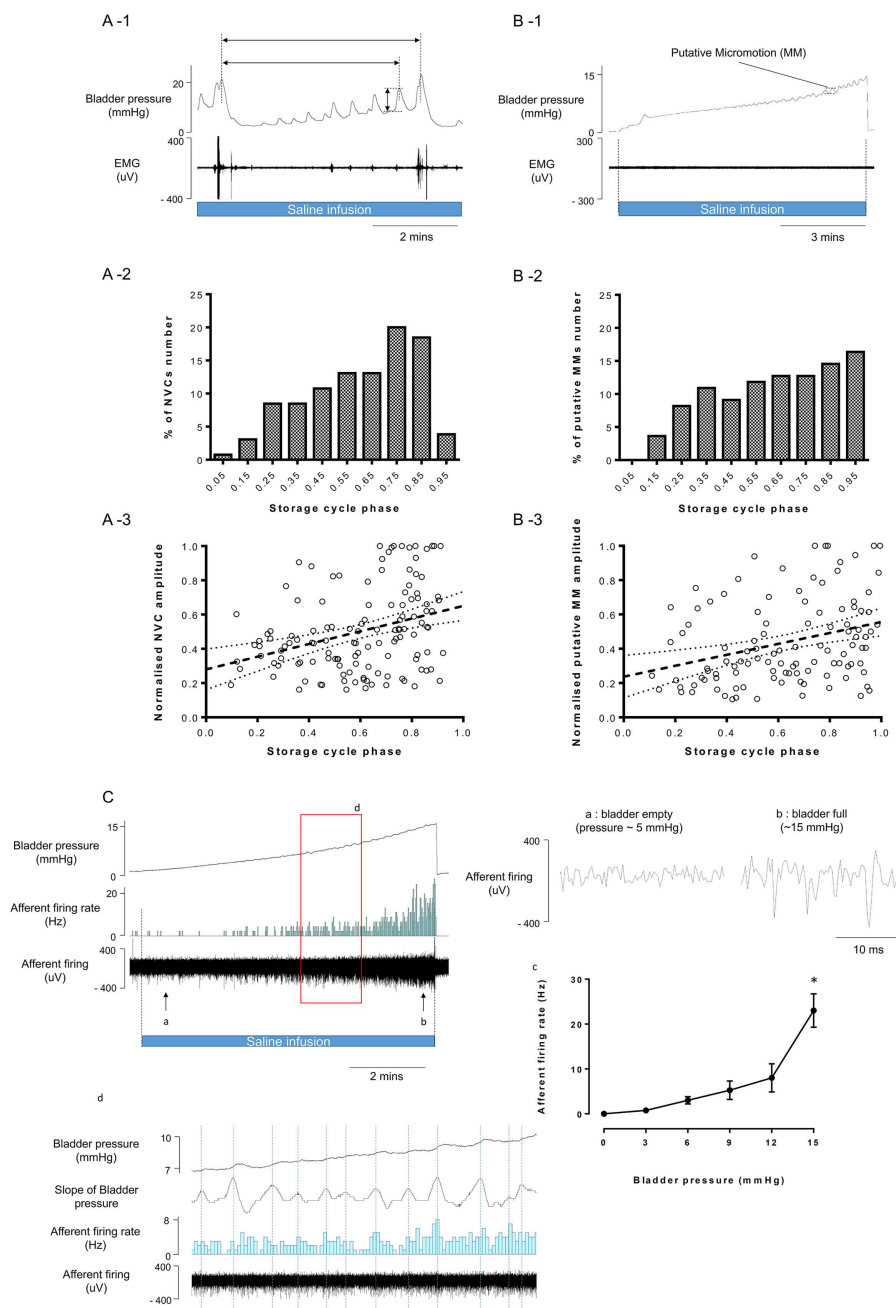 A -1
Bladder pressure
(mmHg)
20
0
EMG
(uV)
400
- 400
Saline infusion
2 mins
B -1
Putative Micromotion (MM)
Bladder pressure
(mmHg)
15
0
EMG
(uV)
300
- 300
Saline infusion
3 mins
A -2
% of NVCs number
25
20
15
10
5
0
0.05
0.15
0.25
0.35
0.45
0.55
0.65
0.75
0.85
0.95
Storage cycle phase
B -2
% of putative MMs number
25
20
15
10
5
0
0.05
0.15
0.25
0.35
0.45
0.55
0.65
0.75
0.85
0.95
Storage cycle phase
A -3
Normalised NVC amplitude
1.0
0.8
0.6
0.4
0.2
0.0
0.0 0.2 0.4 0.6 0.8 1.0
Storage cycle phase
B -3
Normalised putative MM amplitude
1.0
0.8
0.6
0.4
0.2
0.0
0.0 0.2 0.4 0.6 0.8 1.0
Storage cycle phase
C
d
Bladder pressure
(mmHg)
15
0
Afferent firing rate
(Hz)
20
0
Afferent firing
(uV)
400
- 400
a
b
Saline infusion
2 mins
a : bladder empty
(pressure ~ 5 mmHg)
b : bladder full
(~15 mmHg)
Afferent firing
(uV)
400
- 400
10 ms
c
Afferent firing rate (Hz)
30
20
10
0
*
0 3 6 9 12 15
Bladder pressure (mmHg)
d
Bladder pressure
(mmHg)
10
7
Slope of Bladder
pressure
Afferent firing rate
(Hz)
8
0
Afferent firing
(uV)
400
- 400